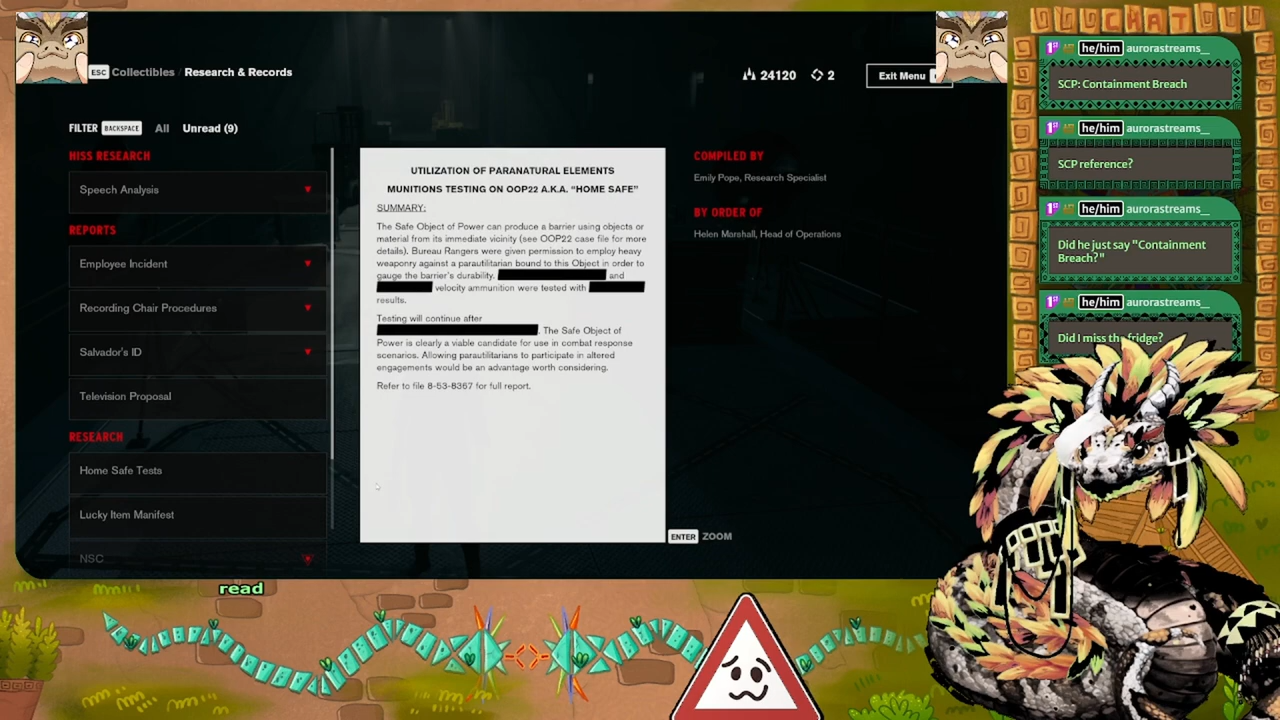 CHAT
ESC Collectibles / Research & Records
24120 2
Exit Menu
FILTER BACKSPACE All Unread (9)
HISS RESEARCH
Speech Analysis
REPORTS
Employee Incident
Recording Chair Procedures
Salvador's ID
Television Proposal
RESEARCH
Home Safe Tests
Lucky Item Manifest
NSC
UTILIZATION OF PARANATURAL ELEMENTS
MUNITIONS TESTING ON OOP22 A.K.A. "HOME SAFE"
SUMMARY:
The Safe Object of Power can produce a barrier using objects or
material from its immediate vicinity (see OOP22 case file for more
details). Bureau Rangers were given permission to employ heavy
weaponry against a parautilitarian bound to this Object in order to
gauge the barrier's durability. and
velocity ammunition were tested with
results.
Testing will continue after
. The Safe Object of
Power is clearly a viable candidate for use in combat response
scenarios. Allowing parautilitarians to participate in altered
engagements would be an advantage worth considering.
Refer to file 8-53-8367 for full report.
ENTER ZOOM
COMPILED BY
Emily Pope, Research Specialist
BY ORDER OF
Helen Marshall, Head of Operations
1st he/him aurorastreams_
SCP: Containment Breach
1st he/him aurorastreams_
SCP reference?
1st he/him aurorastreams_
Did he just say "Containment
Breach?"
1st he/him aurorastreams_
Did I miss the fridge?
read